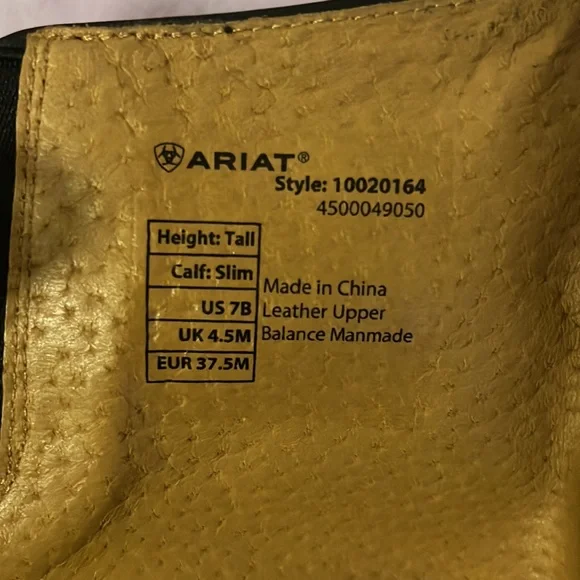 ARIAT®
Style: 10020164
4500049050
Height: Tall
Calf: Slim
US 7B
UK 4.5M
EUR 37.5M
Made in China
Leather Upper
Balance Manmade